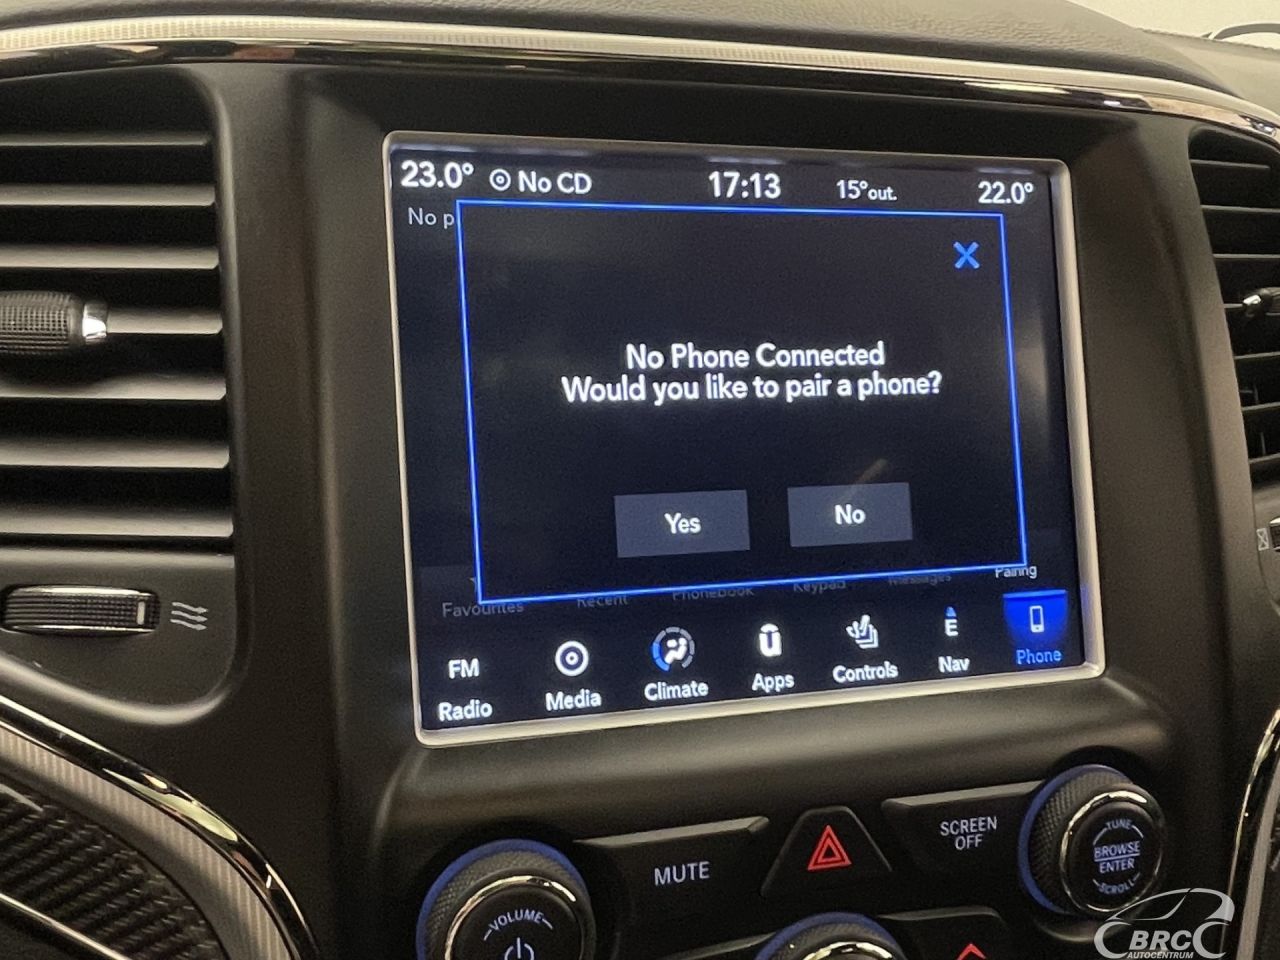 23.0° No CD 17:13 15°out. 22.0°
No p
No Phone Connected
Would you like to pair a phone?
Yes No
Favourites Recent Phonebook Keypad Messages Pairing
FM E
Radio Media Climate Apps Controls Nav Phone
MUTE
SCREEN
OFF
TUNE
BROWSE
ENTER
SCROLL
VOLUME
BRC
AUTOCENTRUM